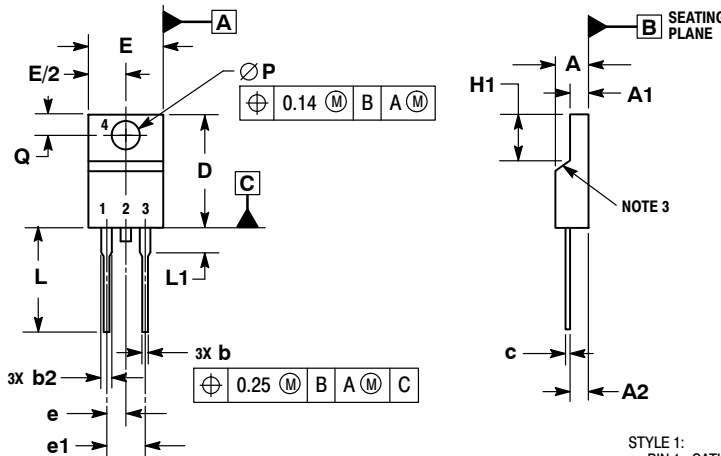 A
E
E/2
∅ P
⌖ 0.14 Ⓜ B A Ⓜ
4
Q
D
C
1 2 3
L
L1
3X b
3X b2
⌖ 0.25 Ⓜ B A Ⓜ C
e
e1
B SEATING PLANE
A
H1
A1
NOTE 3
c
A2
STYLE 1: